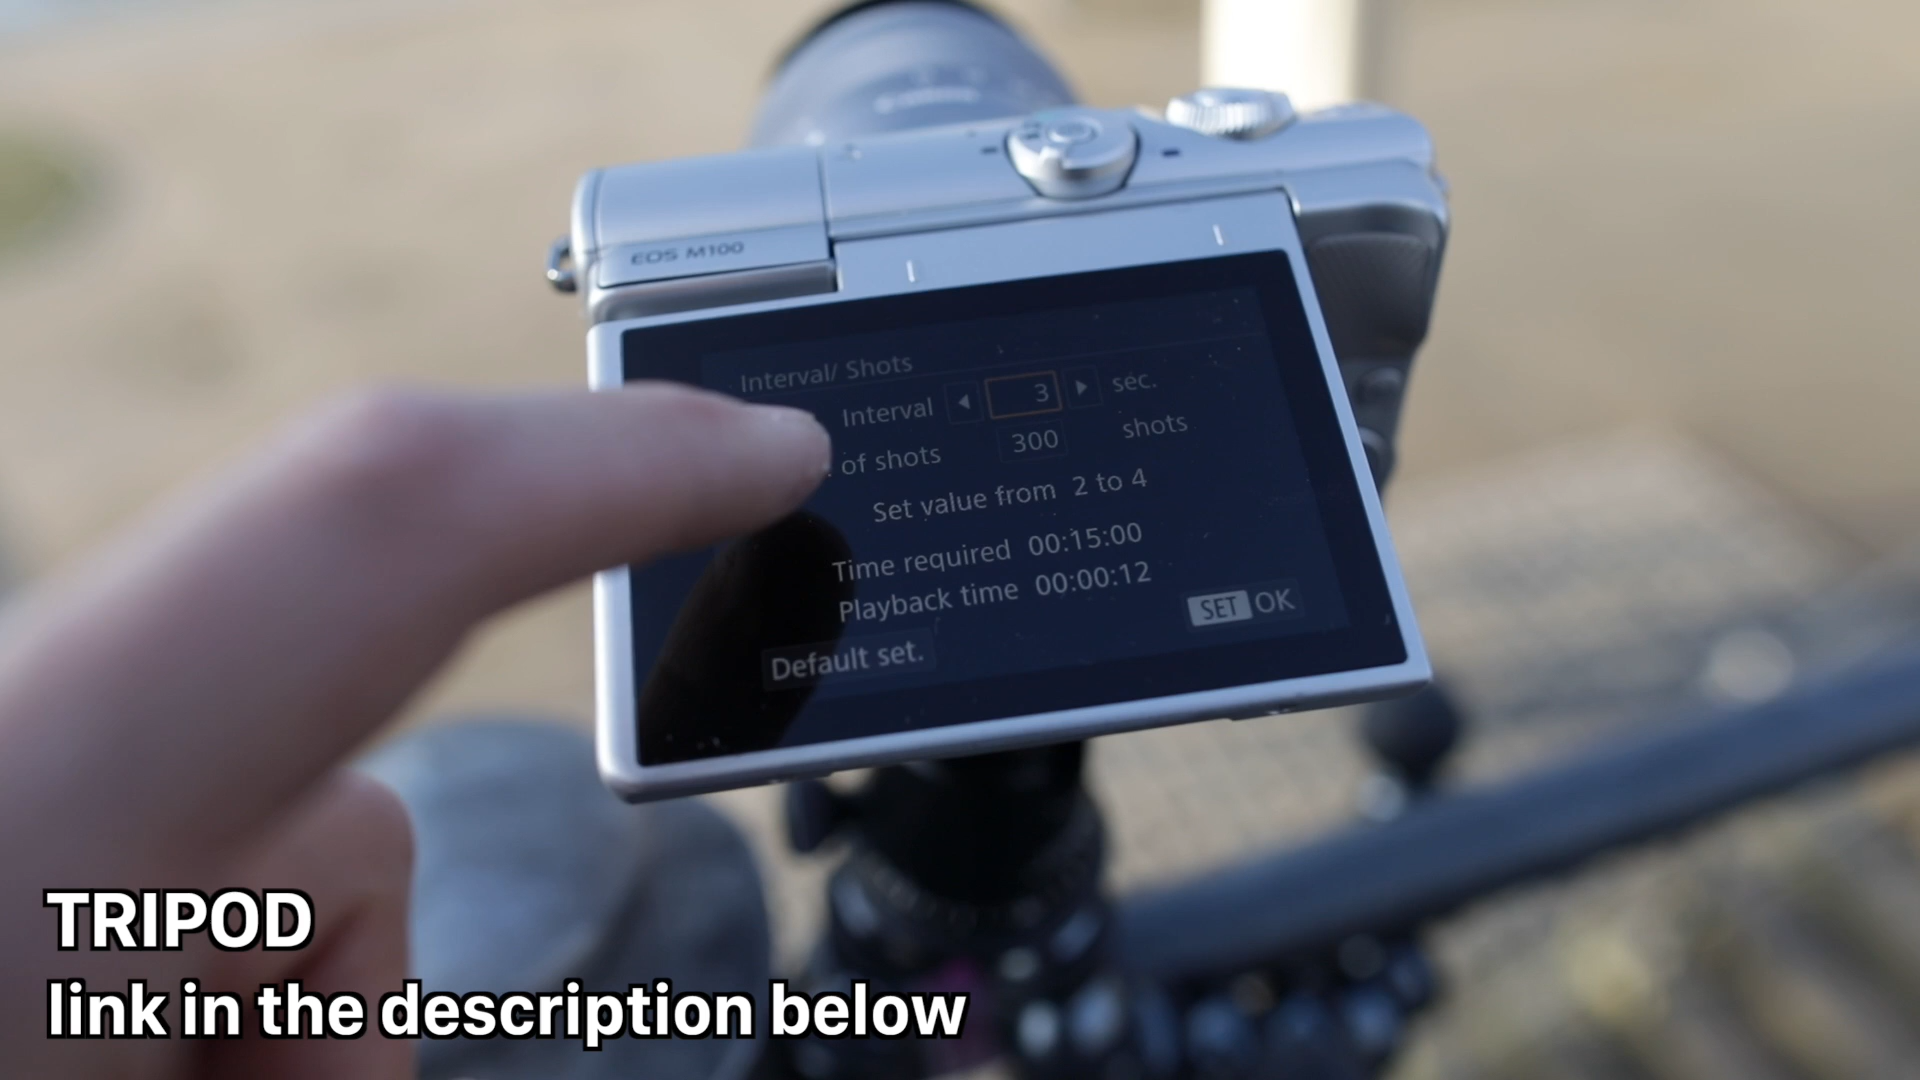 EOS M100
Interval/ Shots
Interval 3 sec.
. of shots 300 shots
Set value from 2 to 4
Time required 00:15:00
Playback time 00:00:12
SET OK
Default set.
TRIPOD
link in the description below